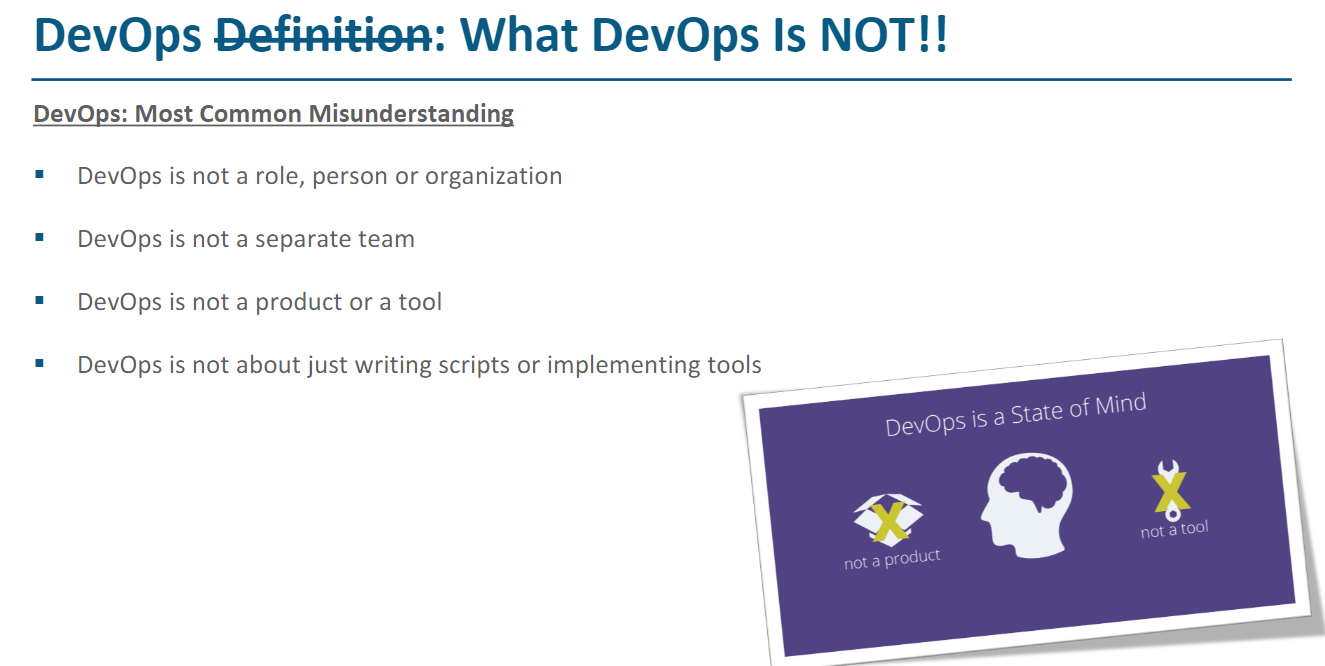 DevOps Definition: What DevOps Is NOT!!
DevOps: Most Common Misunderstanding
▪ DevOps is not a role, person or organization
▪ DevOps is not a separate team
▪ DevOps is not a product or a tool
▪ DevOps is not about just writing scripts or implementing tools
DevOps is a State of Mind
X
X
not a product
not a tool